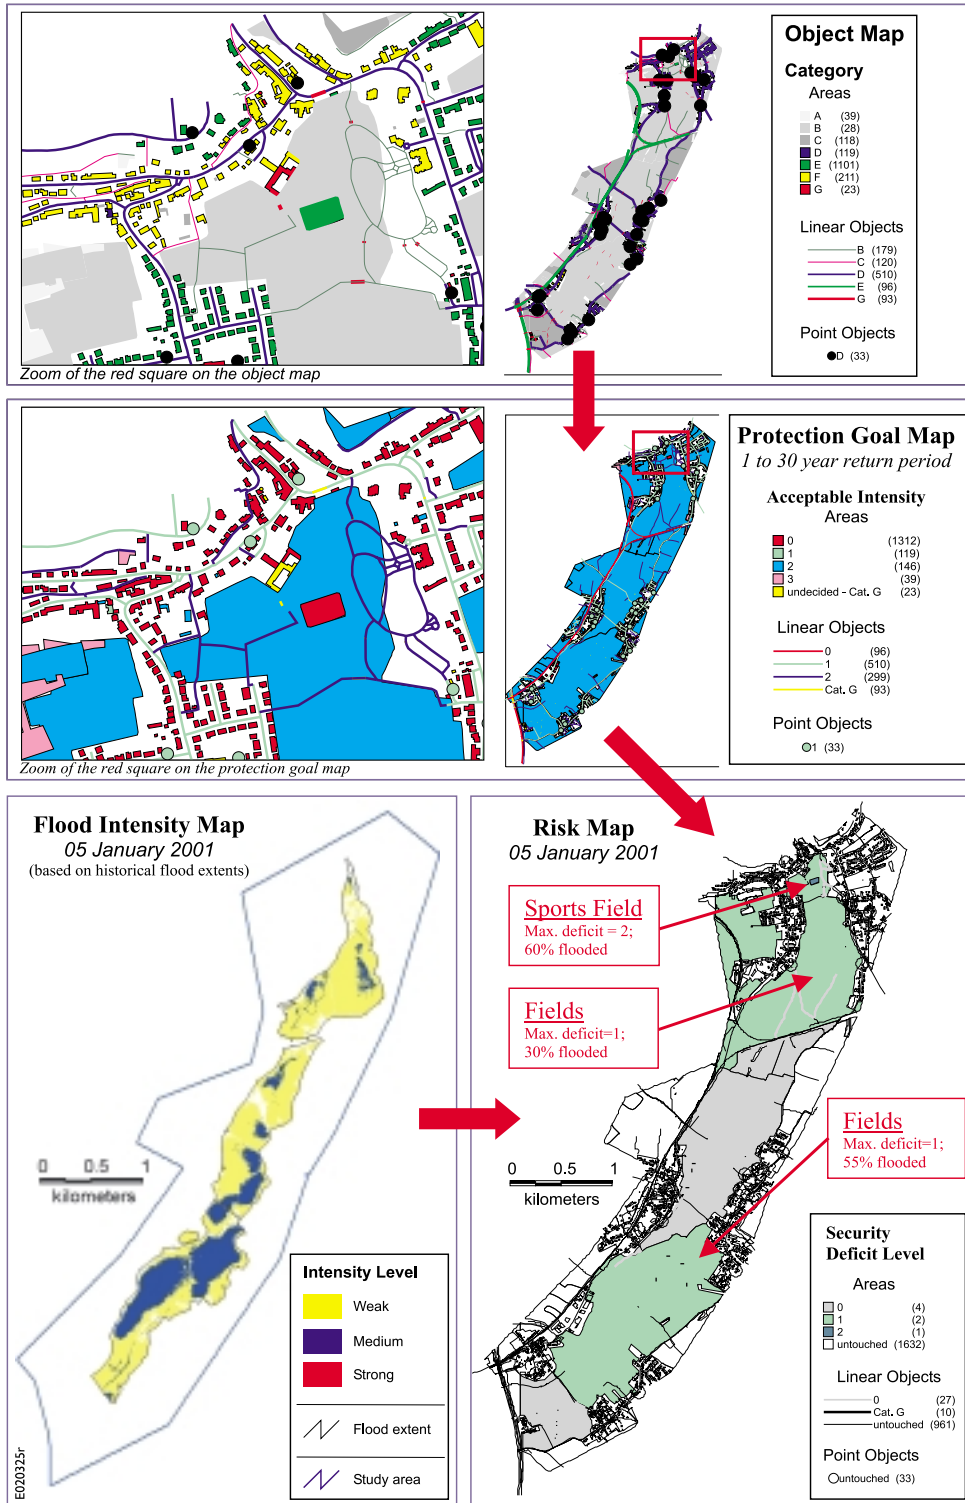 Object Map
Category
Areas
A (39)
B (28)
C (118)
D (119)
E (1101)
F (211)
G (23)
Linear Objects
B (179)
C (120)
D (510)
E (96)
G (93)
Point Objects
D (33)
Zoom of the red square on the object map
Protection Goal Map
1 to 30 year return period
Acceptable Intensity
Areas
0 (1312)
1 (119)
2 (146)
3 (39)
undecided - Cat. G (23)
Linear Objects
0 (96)
1 (510)
2 (299)
Cat. G (93)
Point Objects
1 (33)
Zoom of the red square on the protection goal map
Flood Intensity Map
05 January 2001
(based on historical flood extents)
0 0.5 1
kilometers
Intensity Level
Weak
Medium
Strong
Flood extent
Study area
E020325r
Risk Map
05 January 2001
Sports Field
Max. deficit = 2;
60% flooded
Fields
Max. deficit=1;
30% flooded
Fields
Max. deficit=1;
55% flooded
0 0.5 1
kilometers
Security
Deficit Level
Areas
0 (4)
1 (2)
2 (1)
untouched (1632)
Linear Objects
0 (27)
Cat. G (10)
untouched (961)
Point Objects
untouched (33)